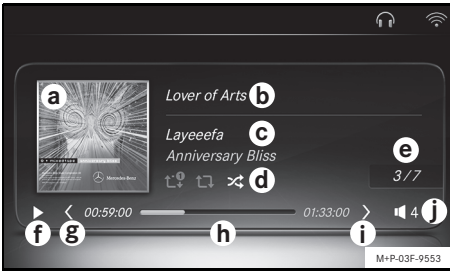 a
Lover of Arts b
Layeeefa c
Anniversary Bliss
d
e
3/7
Mercedes-Benz
00:59:00
01:33:00
4 j
f g h i
M+P-03F-9553